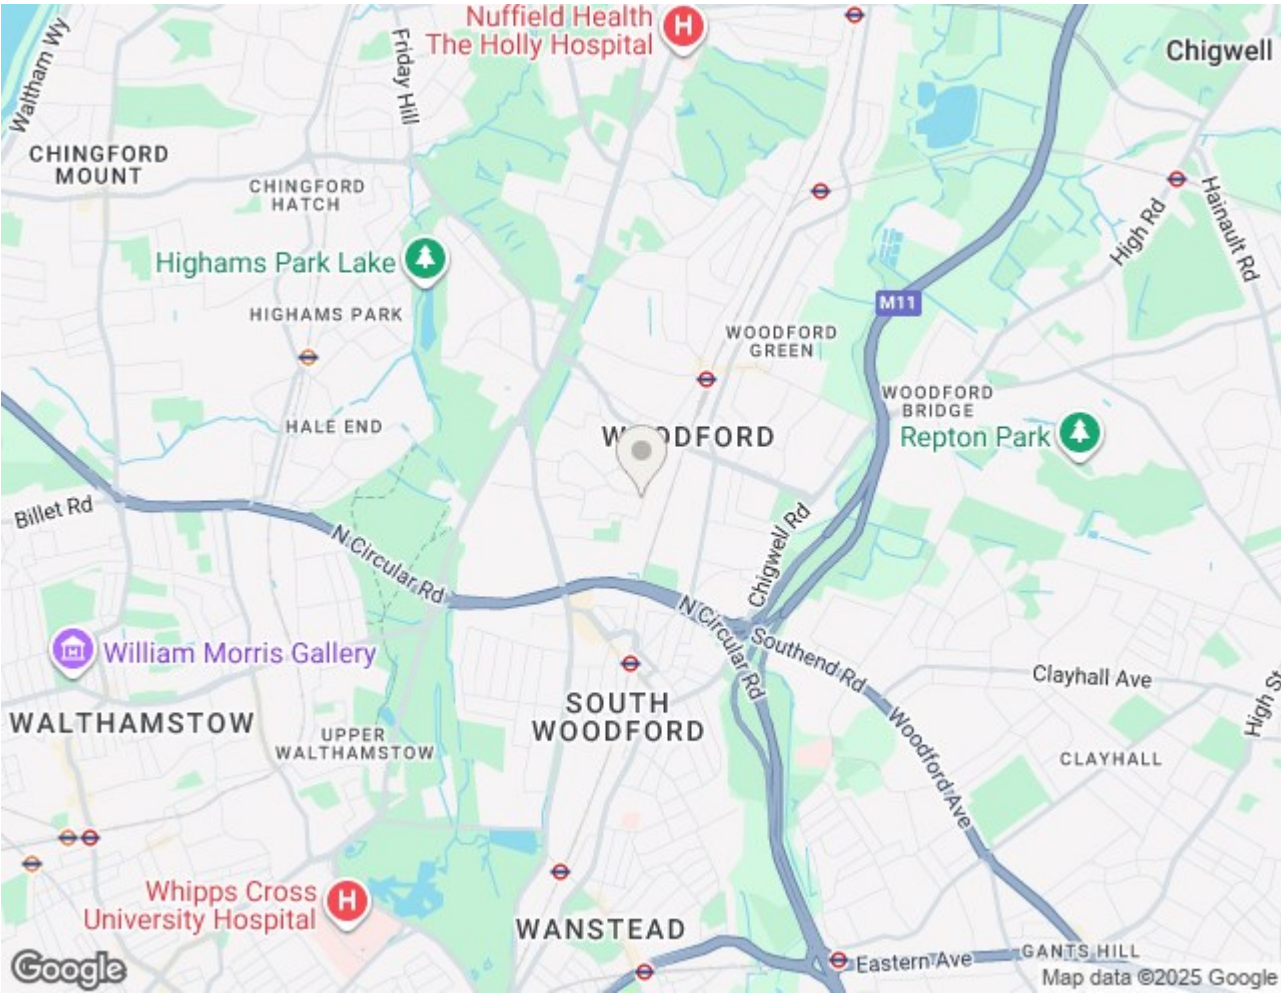 Nuffield Health
The Holly Hospital
H
Chigwell
Waltham Wy
Friday Hill
CHINGFORD
MOUNT
CHINGFORD
HATCH
High Rd
Hainault Rd
Highams Park Lake
M11
HIGHAMS PARK
WOODFORD
GREEN
WOODFORD
BRIDGE
HALE END
WOODFORD
Repton Park
Billet Rd
N Circular Rd
Chigwell Rd
N Circular Rd
Southend Rd
William Morris Gallery
Clayhall Ave
High St
WALTHAMSTOW
SOUTH
WOODFORD
UPPER
WALTHAMSTOW
Woodford Ave
CLAYHALL
Whipps Cross
University Hospital
H
WANSTEAD
Eastern Ave
GANTS HILL
Google
Map data ©2025 Google